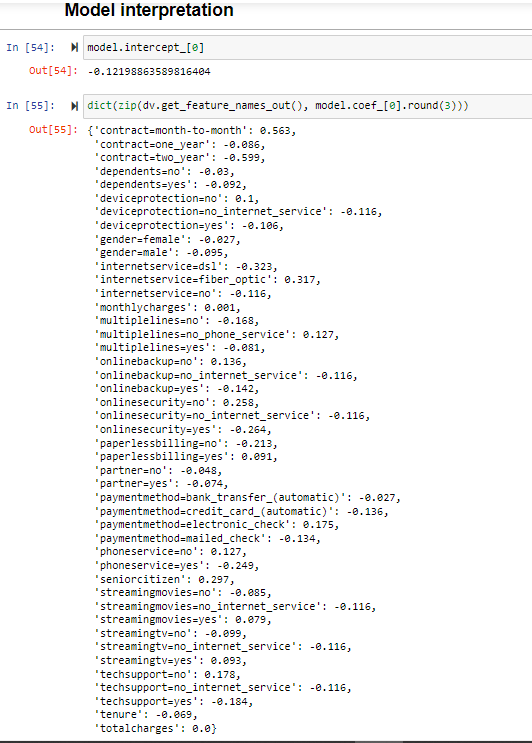 Model interpretation
In [54]: model.intercept_[0]
Out[54]: -0.12198863589816404
In [55]: dict(zip(dv.get_feature_names_out(), model.coef_[0].round(3)))
Out[55]: {'contract=month-to-month': 0.563,
'contract=one_year': -0.086,
'contract=two_year': -0.599,
'dependents=no': -0.03,
'dependents=yes': -0.092,
'deviceprotection=no': 0.1,
'deviceprotection=no_internet_service': -0.116,
'deviceprotection=yes': -0.106,
'gender=female': -0.027,
'gender=male': -0.095,
'internetservice=dsl': -0.323,
'internetservice=fiber_optic': 0.317,
'internetservice=no': -0.116,
'monthlycharges': 0.001,
'multiplelines=no': -0.168,
'multiplelines=no_phone_service': 0.127,
'multiplelines=yes': -0.081,
'onlinebackup=no': 0.136,
'onlinebackup=no_internet_service': -0.116,
'onlinebackup=yes': -0.142,
'onlinesecurity=no': 0.258,
'onlinesecurity=no_internet_service': -0.116,
'onlinesecurity=yes': -0.264,
'paperlessbilling=no': -0.213,
'paperlessbilling=yes': 0.091,
'partner=no': -0.048,
'partner=yes': -0.074,
'paymentmethod=bank_transfer_(automatic)': -0.027,
'paymentmethod=credit_card_(automatic)': -0.136,
'paymentmethod=electronic_check': 0.175,
'paymentmethod=mailed_check': -0.134,
'phoneservice=no': 0.127,
'phoneservice=yes': -0.249,
'seniorcitizen': 0.297,
'streamingmovies=no': -0.085,
'streamingmovies=no_internet_service': -0.116,
'streamingmovies=yes': 0.079,
'streamingtv=no': -0.099,
'streamingtv=no_internet_service': -0.116,
'streamingtv=yes': 0.093,
'techsupport=no': 0.178,
'techsupport=no_internet_service': -0.116,
'techsupport=yes': -0.184,
'tenure': -0.069,
'totalcharges': 0.0}